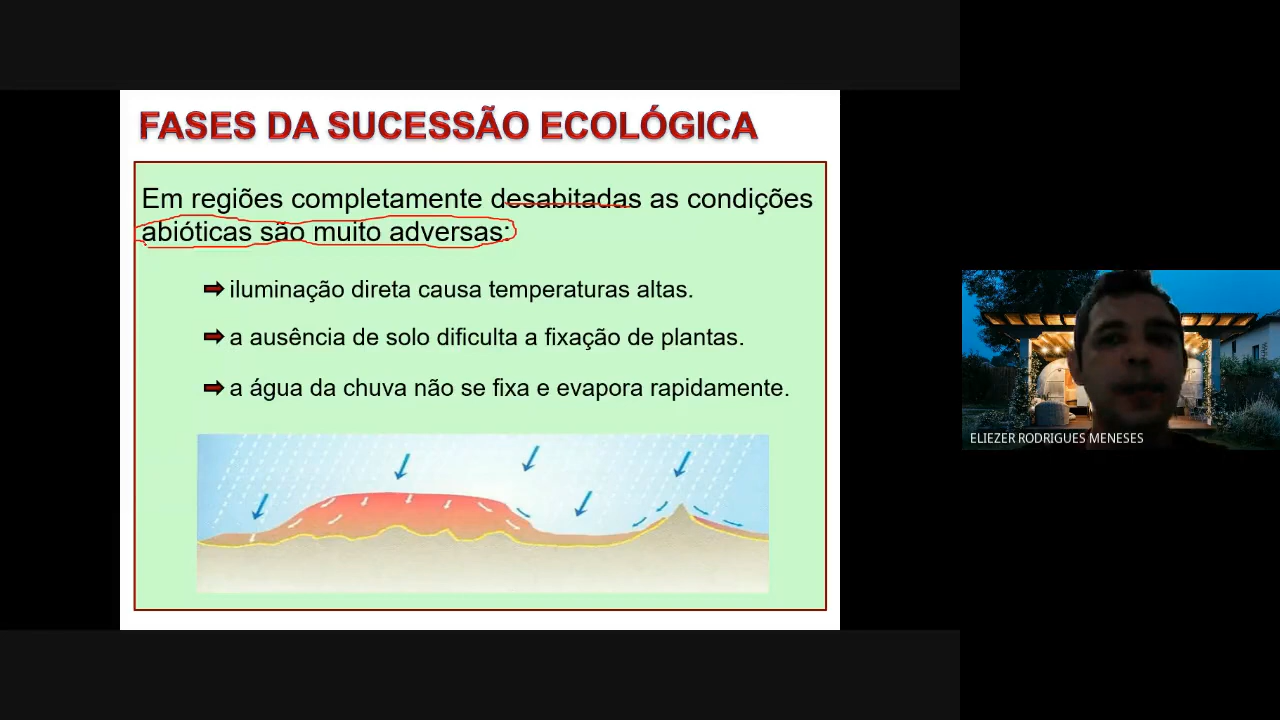 FASES DA SUCESSÃO ECOLÓGICA
Em regiões completamente desabitadas as condições
abióticas são muito adversas:
iluminação direta causa temperaturas altas.
a ausência de solo dificulta a fixação de plantas.
a água da chuva não se fixa e evapora rapidamente.
ELIEZER RODRIGUES MENESES